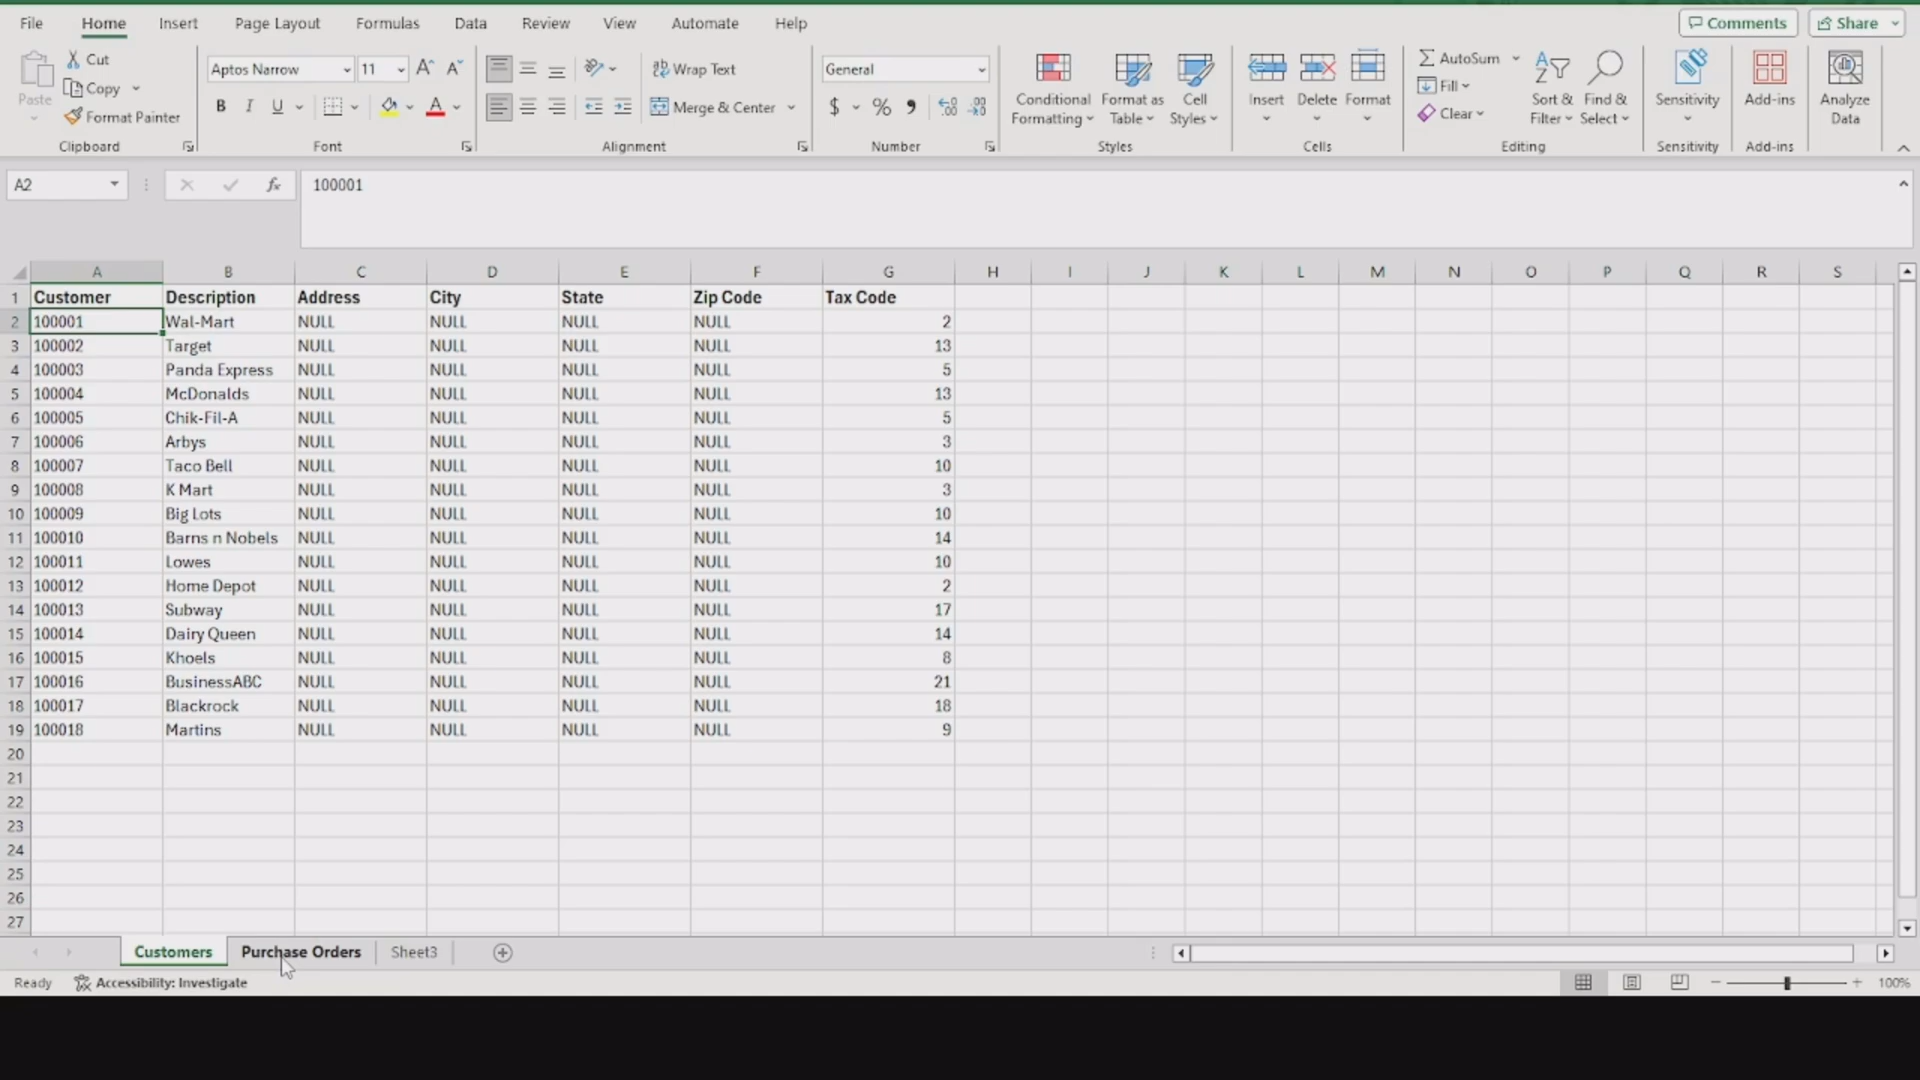 File Home Insert Page Layout Formulas Data Review View Automate Help Comments Share
Paste Cut Copy Format Painter Clipboard
Aptos Narrow 11 A A B I U A Font
Wrap Text Merge & Center Alignment
General $ % 9 Number
Conditional Formatting Format as Table Cell Styles Styles
Insert Delete Format Cells
AutoSum Fill Clear Sort & Filter Find & Select Editing
Sensitivity Sensitivity
Add-ins Add-ins
Analyze Data
A2 fx 100001
A B C D E F G H I J K L M N O P Q R S
1 Customer Description Address City State Zip Code Tax Code
2 100001 Wal-Mart NULL NULL NULL NULL 2
3 100002 Target NULL NULL NULL NULL 13
4 100003 Panda Express NULL NULL NULL NULL 5
5 100004 McDonalds NULL NULL NULL NULL 13
6 100005 Chik-Fil-A NULL NULL NULL NULL 5
7 100006 Arbys NULL NULL NULL NULL 3
8 100007 Taco Bell NULL NULL NULL NULL 10
9 100008 K Mart NULL NULL NULL NULL 3
10 100009 Big Lots NULL NULL NULL NULL 10
11 100010 Barns n Nobels NULL NULL NULL NULL 14
12 100011 Lowes NULL NULL NULL NULL 10
13 100012 Home Depot NULL NULL NULL NULL 2
14 100013 Subway NULL NULL NULL NULL 17
15 100014 Dairy Queen NULL NULL NULL NULL 14
16 100015 Khoels NULL NULL NULL NULL 8
17 100016 BusinessABC NULL NULL NULL NULL 21
18 100017 Blackrock NULL NULL NULL NULL 18
19 100018 Martins NULL NULL NULL NULL 9
20
21
22
23
24
25
26
27
Customers Purchase Orders Sheet3
Ready Accessibility: Investigate 100%